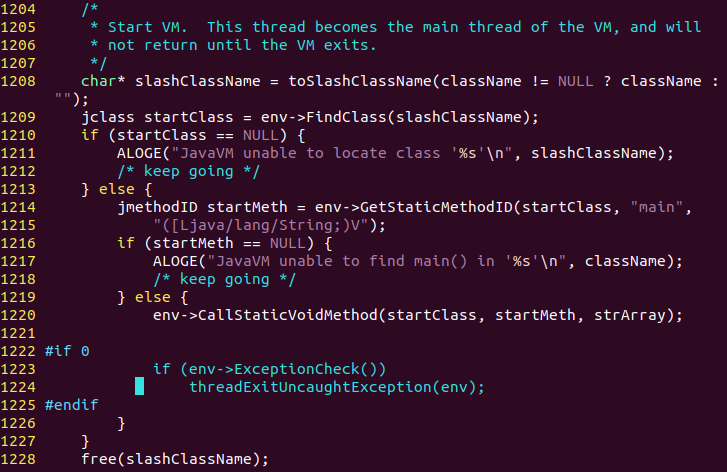 1204     /*
1205      * Start VM.  This thread becomes the main thread of the VM, and will
1206      * not return until the VM exits.
1207      */
1208     char* slashClassName = toSlashClassName(className != NULL ? className :
 "");
1209     jclass startClass = env->FindClass(slashClassName);
1210     if (startClass == NULL) {
1211         ALOGE("JavaVM unable to locate class '%s'\n", slashClassName);
1212         /* keep going */
1213     } else {
1214         jmethodID startMeth = env->GetStaticMethodID(startClass, "main",
1215             "([Ljava/lang/String;)V");
1216         if (startMeth == NULL) {
1217             ALOGE("JavaVM unable to find main() in '%s'\n", className);
1218             /* keep going */
1219         } else {
1220             env->CallStaticVoidMethod(startClass, startMeth, strArray);
1221
1222 #if 0
1223             if (env->ExceptionCheck())
1224                 threadExitUncaughtException(env);
1225 #endif
1226         }
1227     }
1228     free(slashClassName);